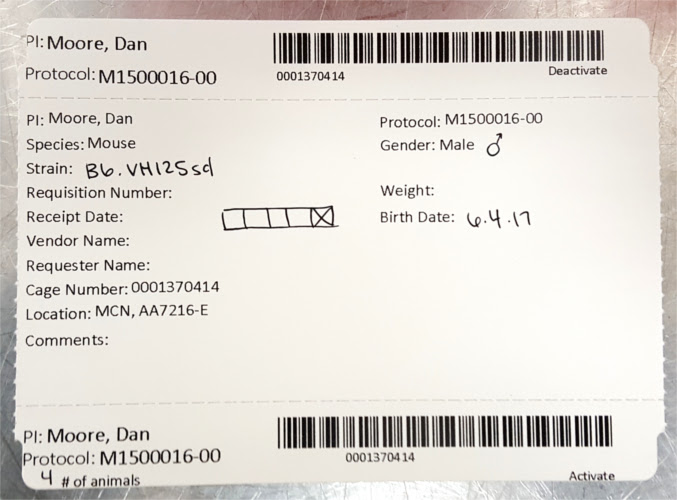 PI: Moore, Dan
Protocol: M1500016-00
0001370414
Deactivate
PI: Moore, Dan
Protocol: M1500016-00
Species: Mouse
Gender: Male ♂
Strain: B6.VH125sd
Requisition Number:
Weight:
Receipt Date:
Birth Date: 6.4.17
Vendor Name:
Requester Name:
Cage Number: 0001370414
Location: MCN, AA7216-E
Comments:
PI: Moore, Dan
Protocol: M1500016-00
0001370414
4 # of animals
Activate